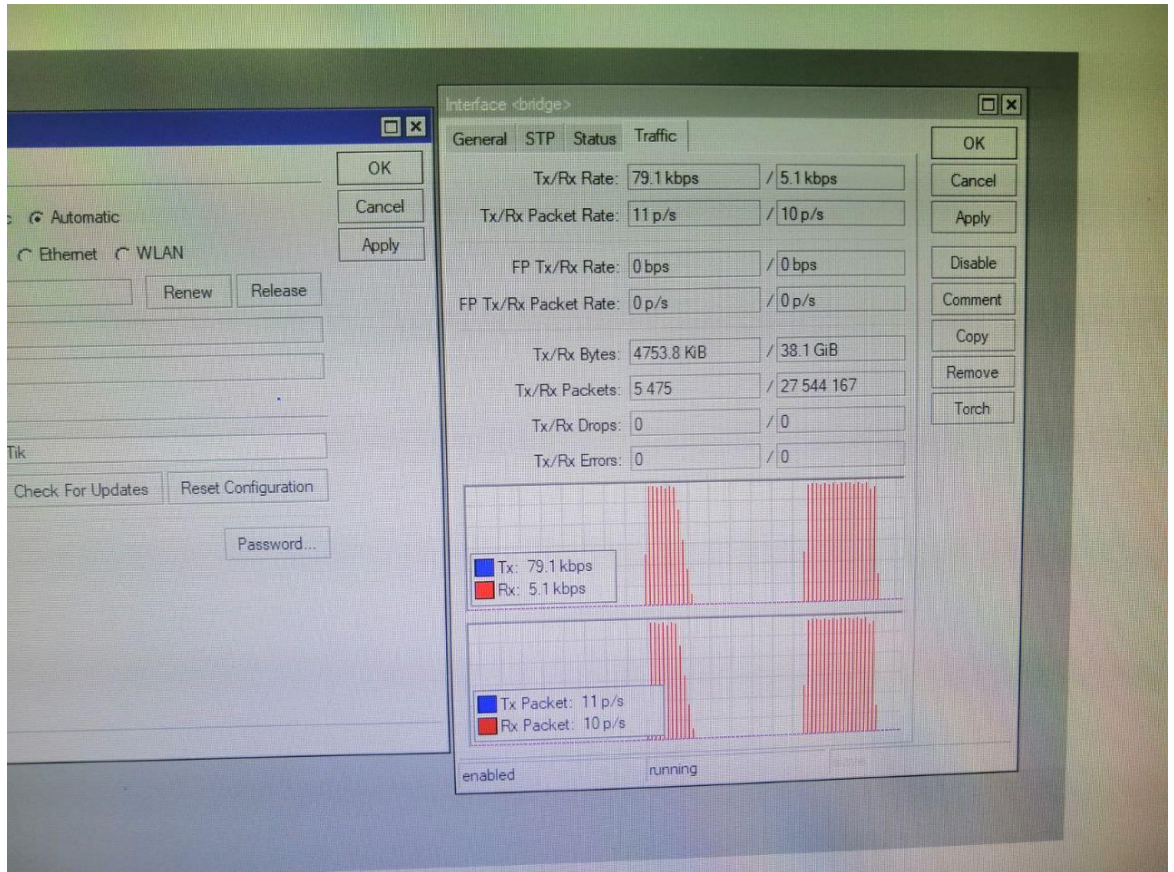 OK
Cancel
Apply
Automatic
Ethernet WLAN
Renew Release
Tik
Check For Updates Reset Configuration
Password...
Interface <bridge>
General STP Status Traffic
Tx/Rx Rate: 79.1 kbps / 5.1 kbps
Tx/Rx Packet Rate: 11 p/s / 10 p/s
FP Tx/Rx Rate: 0 bps / 0 bps
FP Tx/Rx Packet Rate: 0 p/s / 0 p/s
Tx/Rx Bytes: 4753.8 KiB / 38.1 GiB
Tx/Rx Packets: 5 475 / 27 544 167
Tx/Rx Drops: 0 / 0
Tx/Rx Errors: 0 / 0
Tx: 79.1 kbps
Rx: 5.1 kbps
Tx Packet: 11 p/s
Rx Packet: 10 p/s
enabled running
OK
Cancel
Apply
Disable
Comment
Copy
Remove
Torch